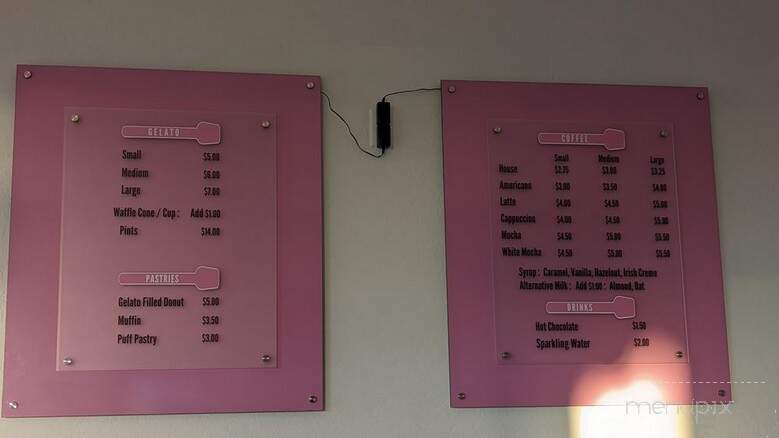 GELATO
Small $5.00
Medium $6.00
Large $7.00
Waffle Cone / Cup : Add $1.00
Pints $14.00
PASTRIES
Gelato Filled Donut $5.00
Muffin $3.50
Puff Pastry $3.00
COFFEE
Small Medium Large
House $2.25 $3.00 $3.25
Americano $3.00 $3.50 $4.00
Latte $4.00 $4.50 $5.00
Cappuccino $4.00 $4.50 $5.00
Mocha $4.50 $5.00 $5.50
White Mocha $4.50 $5.00 $5.50
Syrup : Caramel, Vanilla, Hazelnut, Irish Creme
Alternative Milk : Add $1.00 : Almond, Oat
DRINKS
Hot Chocolate $1.50
Sparkling Water $2.00
menupix